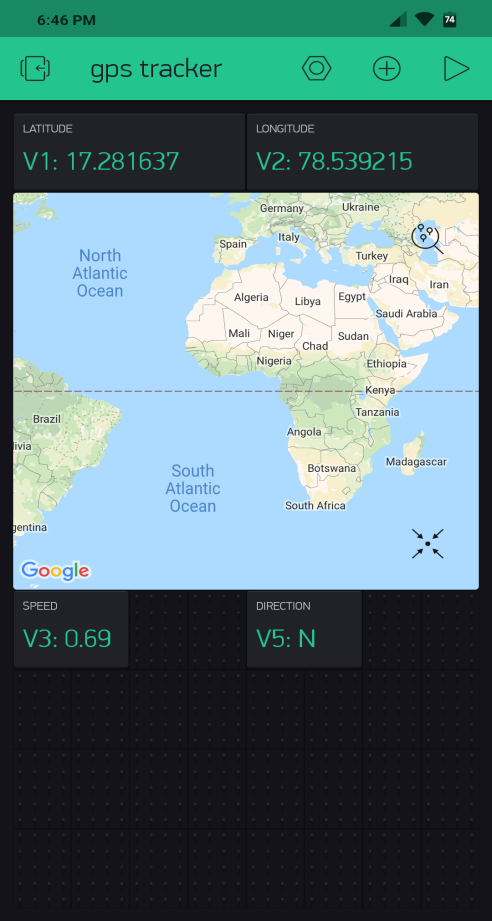 6:46 PM
74
gps tracker
LATITUDE
LONGITUDE
V1: 17.281637
V2: 78.539215
Germany
Ukraine
North
Atlantic
Ocean
Spain
Italy
Turkey
Iraq
Iran
Algeria
Libya
Egypt
Saudi Arabia
Mali
Niger
Chad
Sudan
Nigeria
Ethiopia
Kenya
Brazil
Tanzania
livia
Angola
South
Atlantic
Ocean
Botswana
Madagascar
South Africa
gentina
Google
SPEED
DIRECTION
V3: 0.69
V5: N